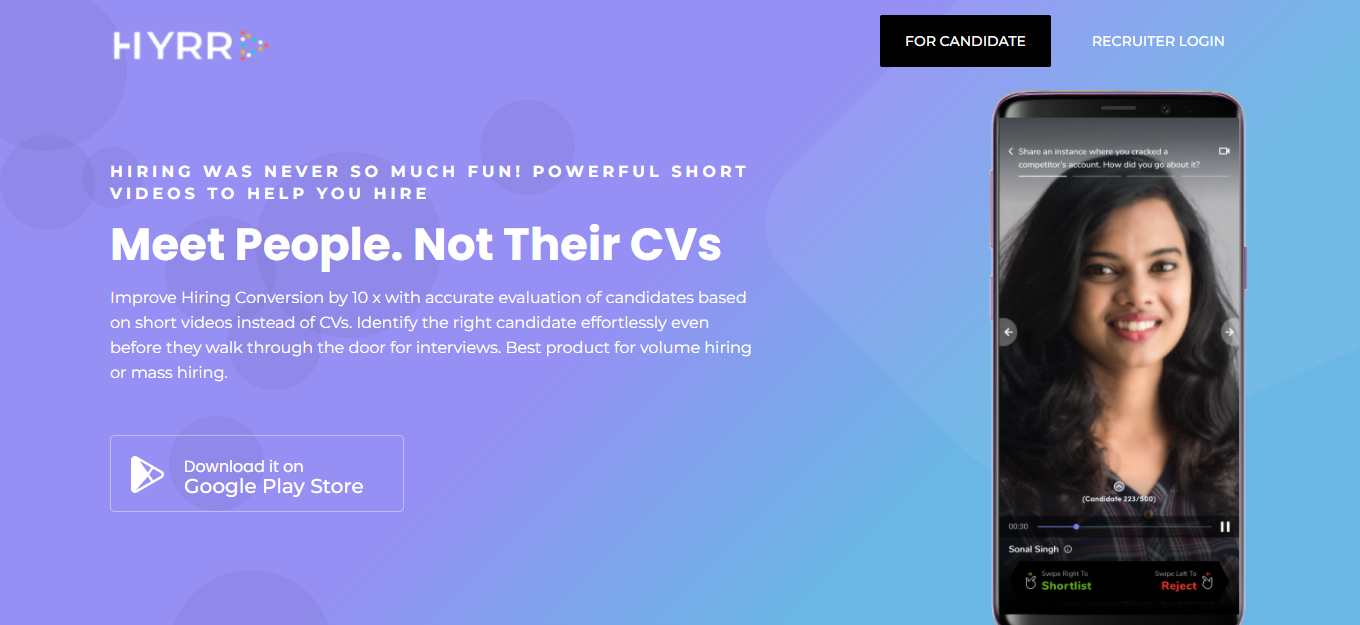 HYRR
FOR CANDIDATE
RECRUITER LOGIN
HIRING WAS NEVER SO MUCH FUN! POWERFUL SHORT
VIDEOS TO HELP YOU HIRE
Meet People. Not Their CVs
Improve Hiring Conversion by 10 x with accurate evaluation of candidates based
on short videos instead of CVs. Identify the right candidate effortlessly even
before they walk through the door for interviews. Best product for volume hiring
or mass hiring.
Download it on
Google Play Store
Share an instance where you cracked a
competitor's account. How did you go about it?
(Candidate 223/500)
00:30
Sonal Singh
Swipe Right To
Shortlist
Swipe Left To
Reject